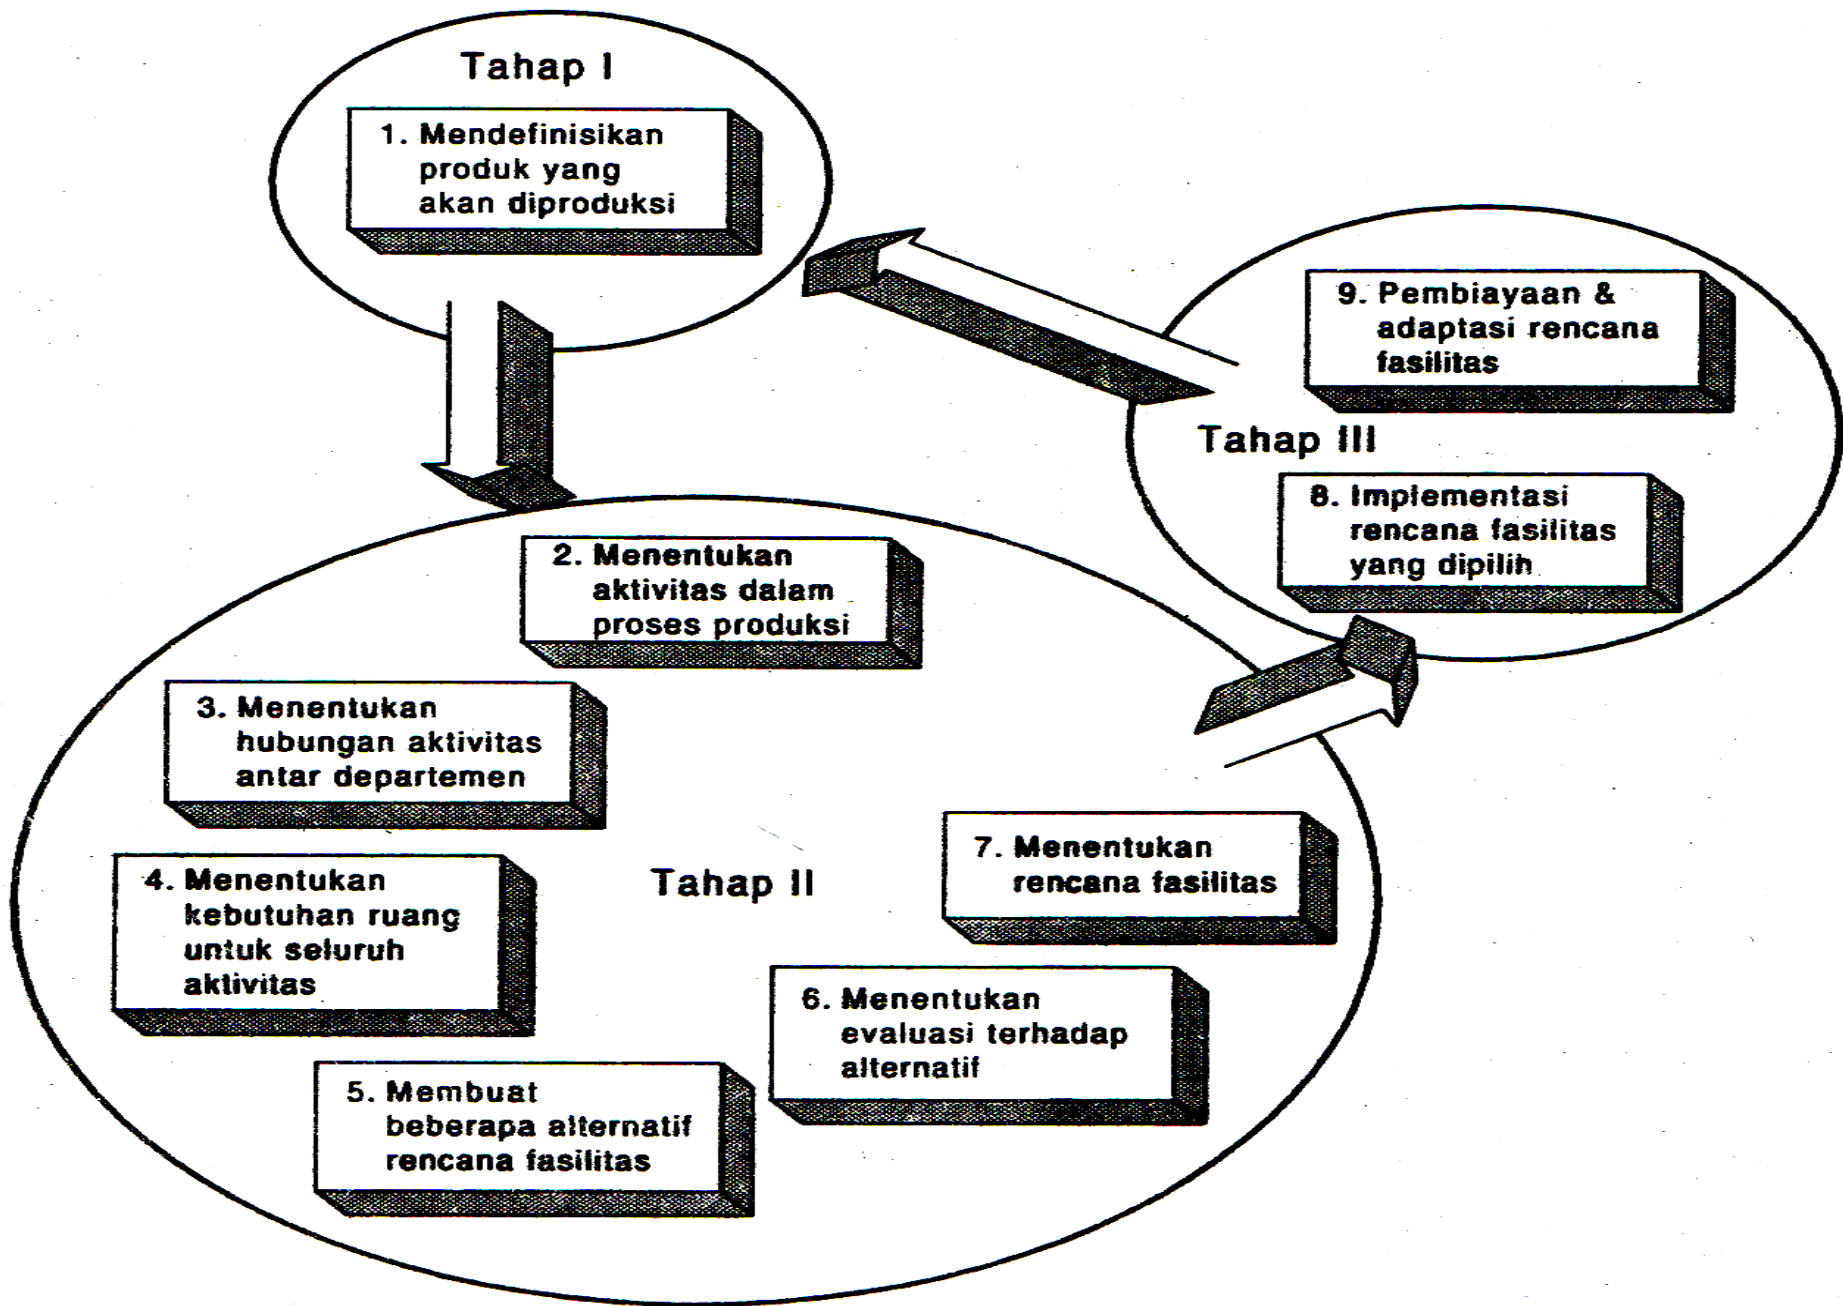 Tahap I
1. Mendefinisikan
produk yang
akan diproduksi
9. Pembiayaan &
adaptasi rencana
fasilitas
Tahap III
8. Implementasi
rencana fasilitas
yang dipilih
2. Menentukan
aktivitas dalam
proses produksi
3. Menentukan
hubungan aktivitas
antar departemen
4. Menentukan
kebutuhan ruang
untuk seluruh
aktivitas
Tahap II
7. Menentukan
rencana fasilitas
6. Menentukan
evaluasi terhadap
alternatif
5. Membuat
beberapa alternatif
rencana fasilitas